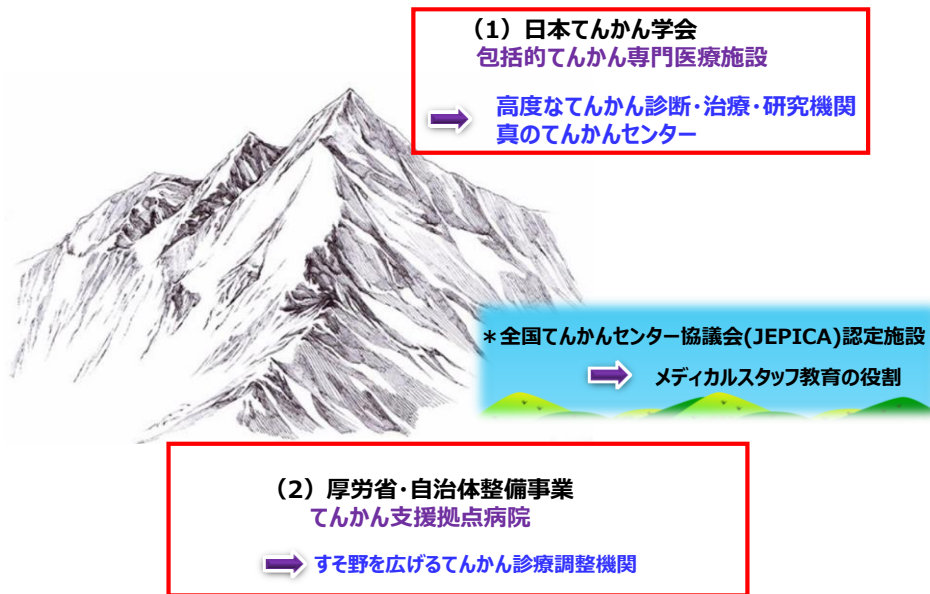 （1）日本てんかん学会
包括的てんかん専門医療施設
高度なてんかん診断・治療・研究機関
真のてんかんセンター
＊全国てんかんセンター協議会(JEPICA)認定施設
メディカルスタッフ教育の役割
（2）厚労省・自治体整備事業
てんかん支援拠点病院
すそ野を広げるてんかん診療調整機関